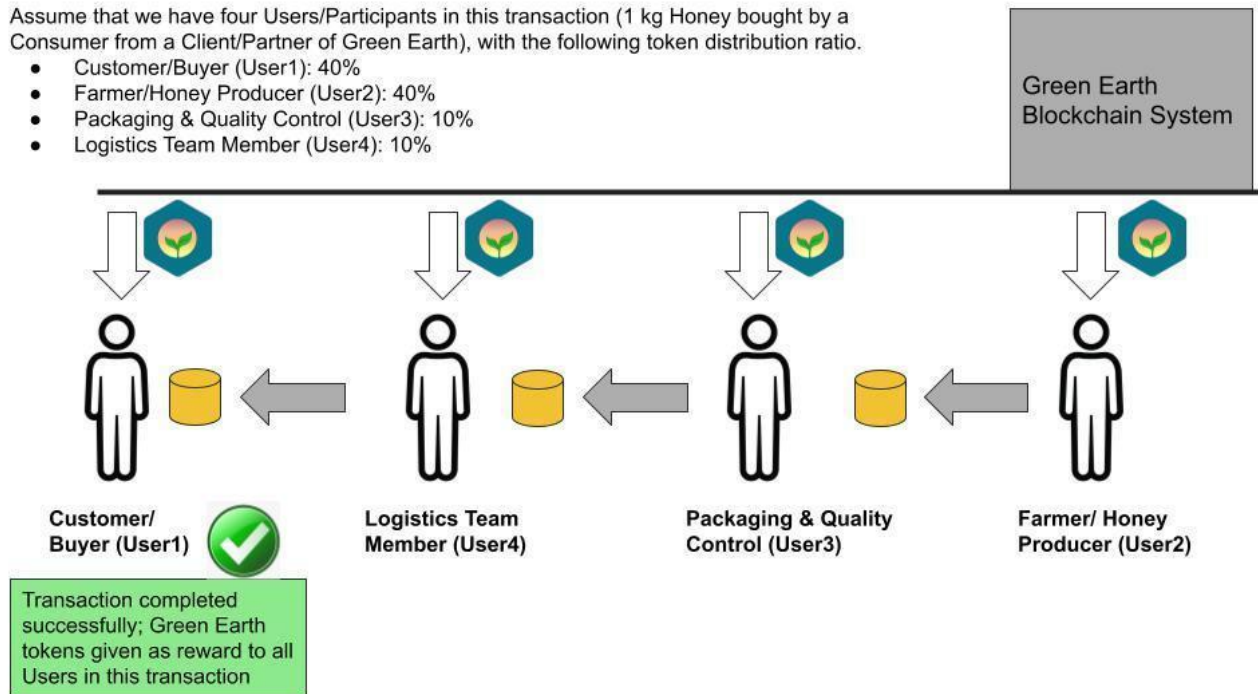 Assume that we have four Users/Participants in this transaction (1 kg Honey bought by a
Consumer from a Client/Partner of Green Earth), with the following token distribution ratio.
● Customer/Buyer (User1): 40%
● Farmer/Honey Producer (User2): 40%
● Packaging & Quality Control (User3): 10%
● Logistics Team Member (User4): 10%
Green Earth
Blockchain System
Customer/
Buyer (User1)
Logistics Team
Member (User4)
Packaging & Quality
Control (User3)
Farmer/ Honey
Producer (User2)
Transaction completed
successfully; Green Earth
tokens given as reward to all
Users in this transaction